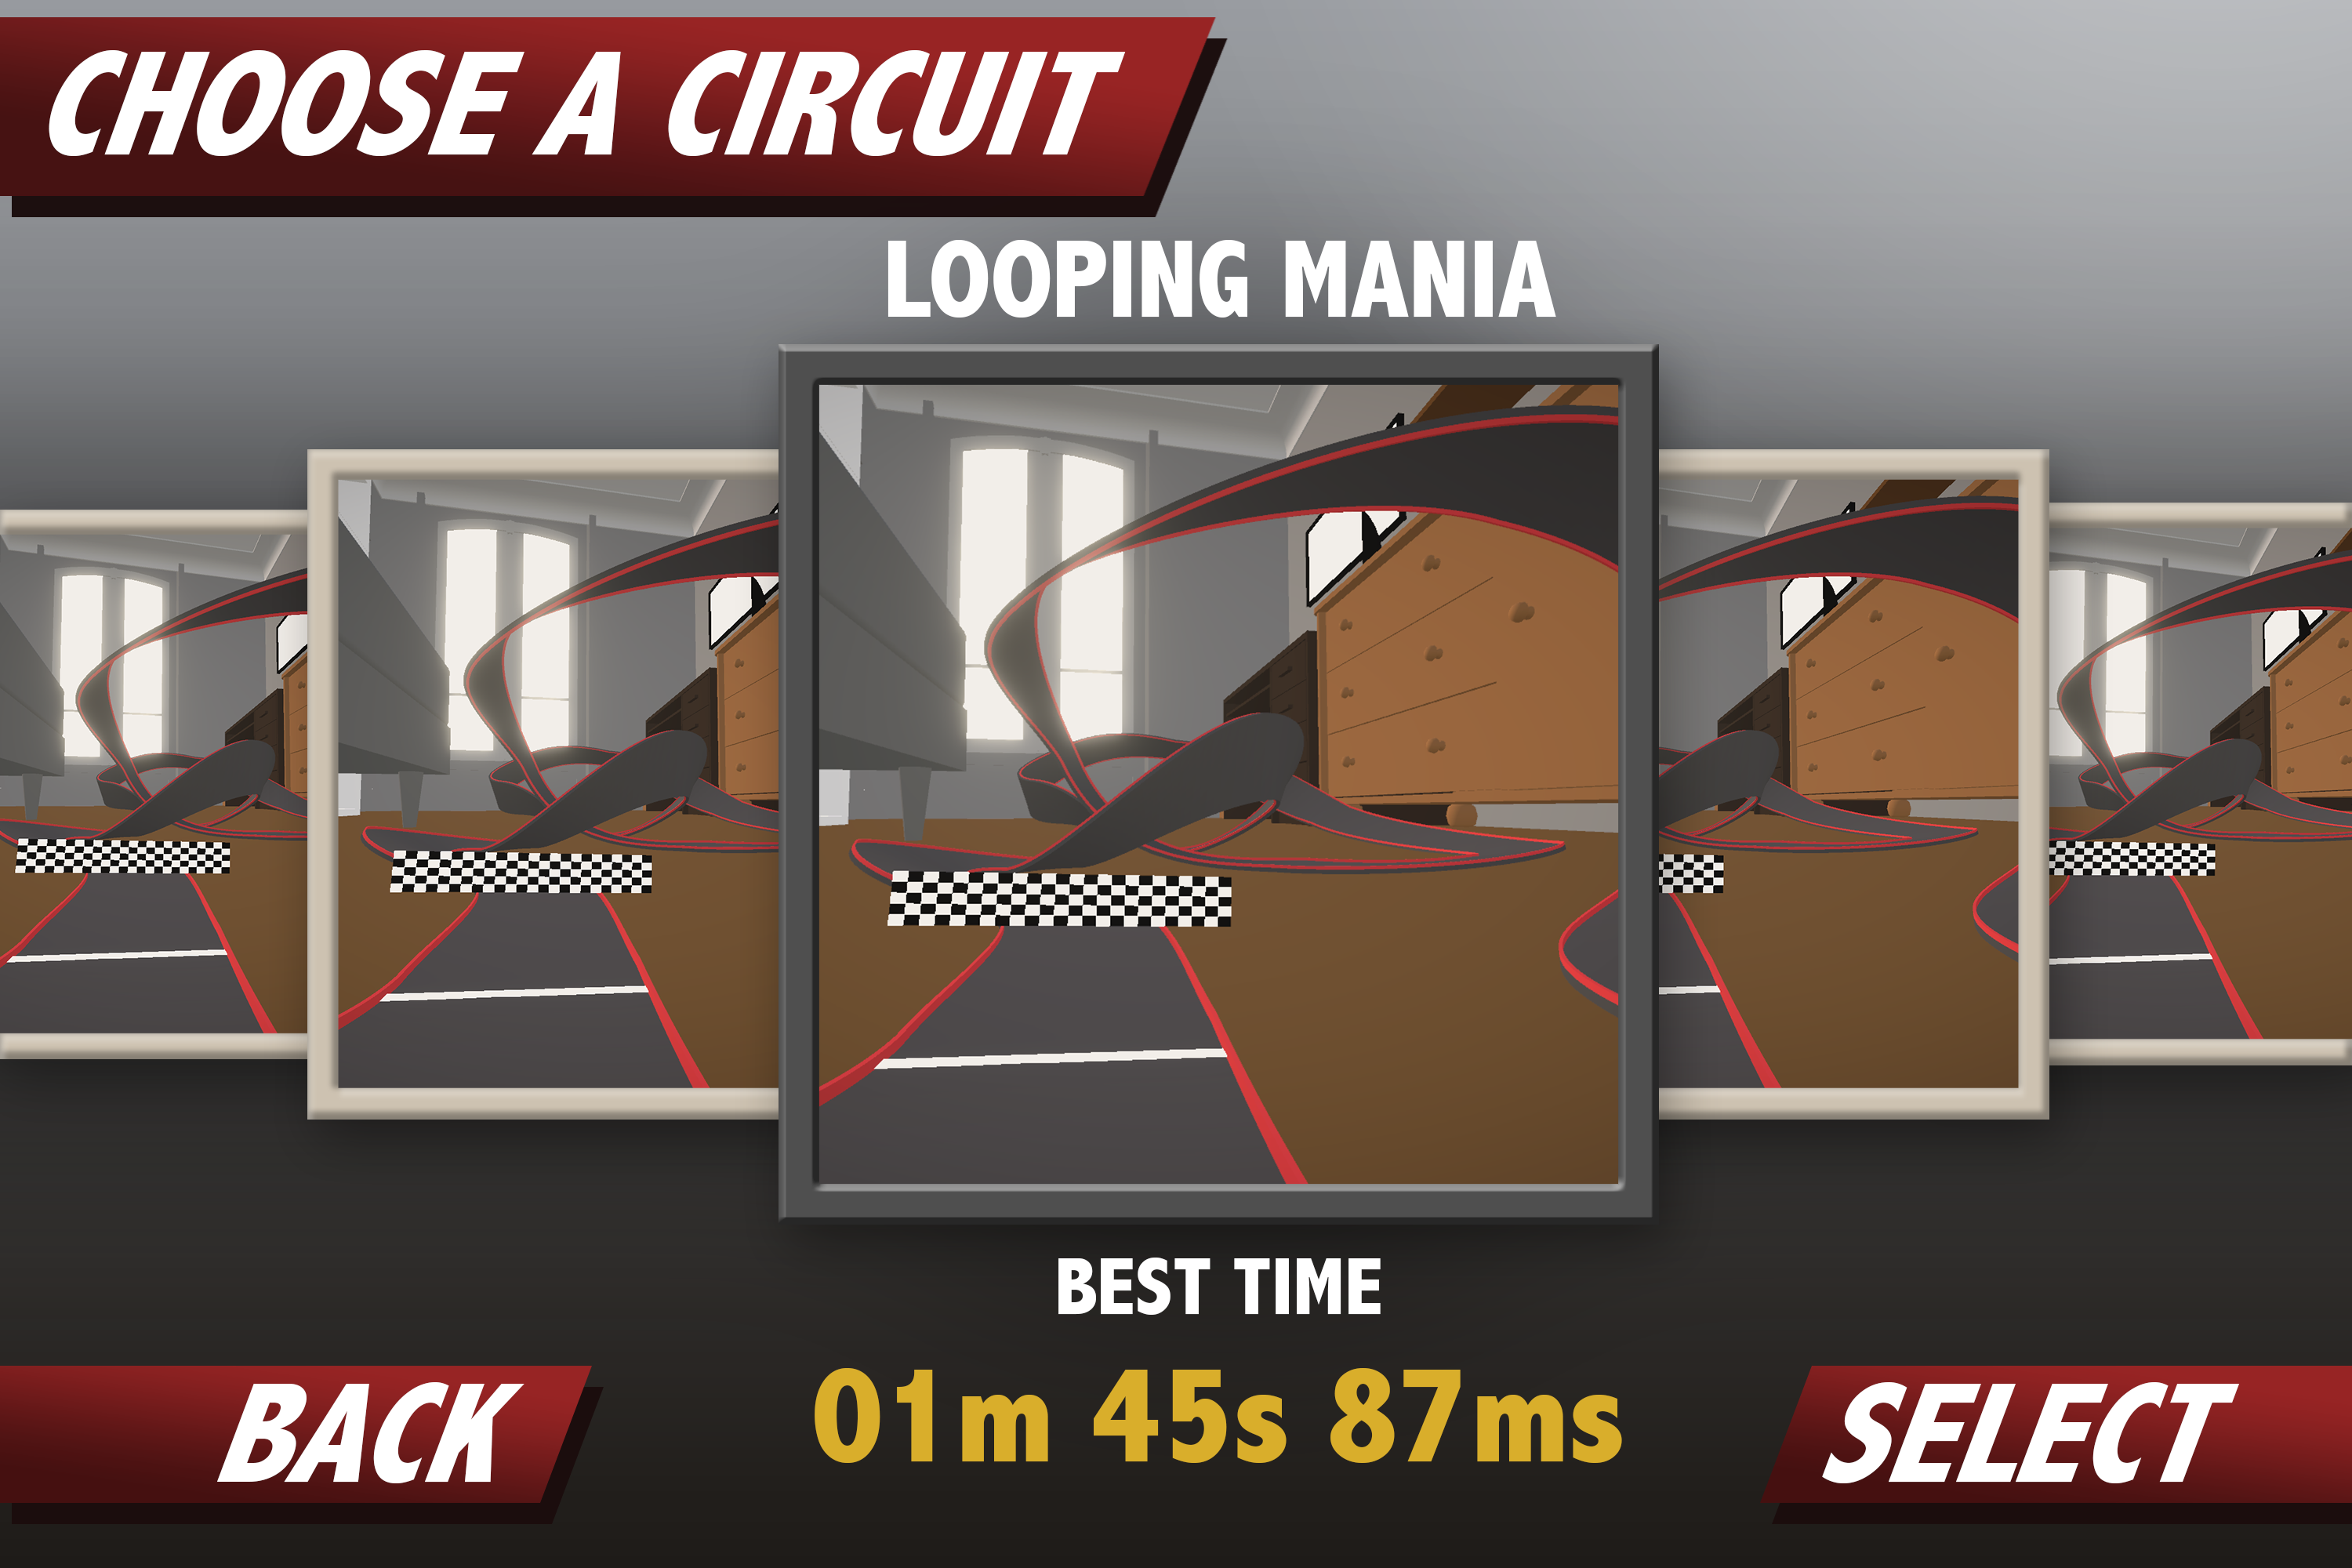 CHOOSE A CIRCUIT
LOOPING MANIA
BEST TIME
01m 45s 87ms
BACK
SELECT